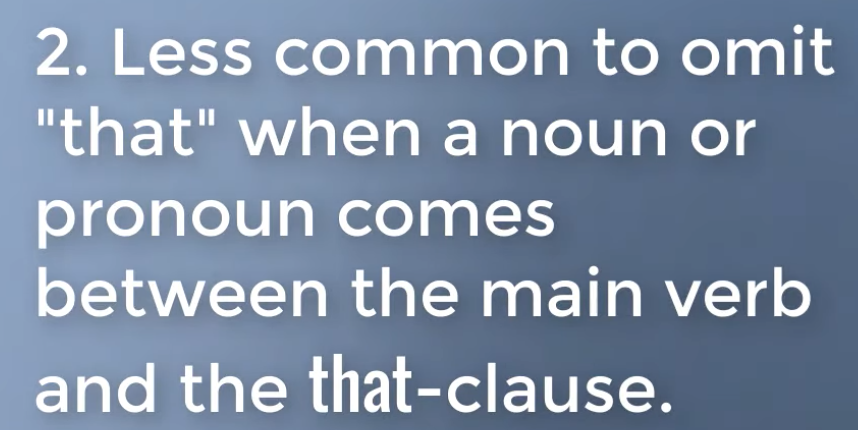 2. Less common to omit
"that" when a noun or
pronoun comes
between the main verb
and the that-clause.